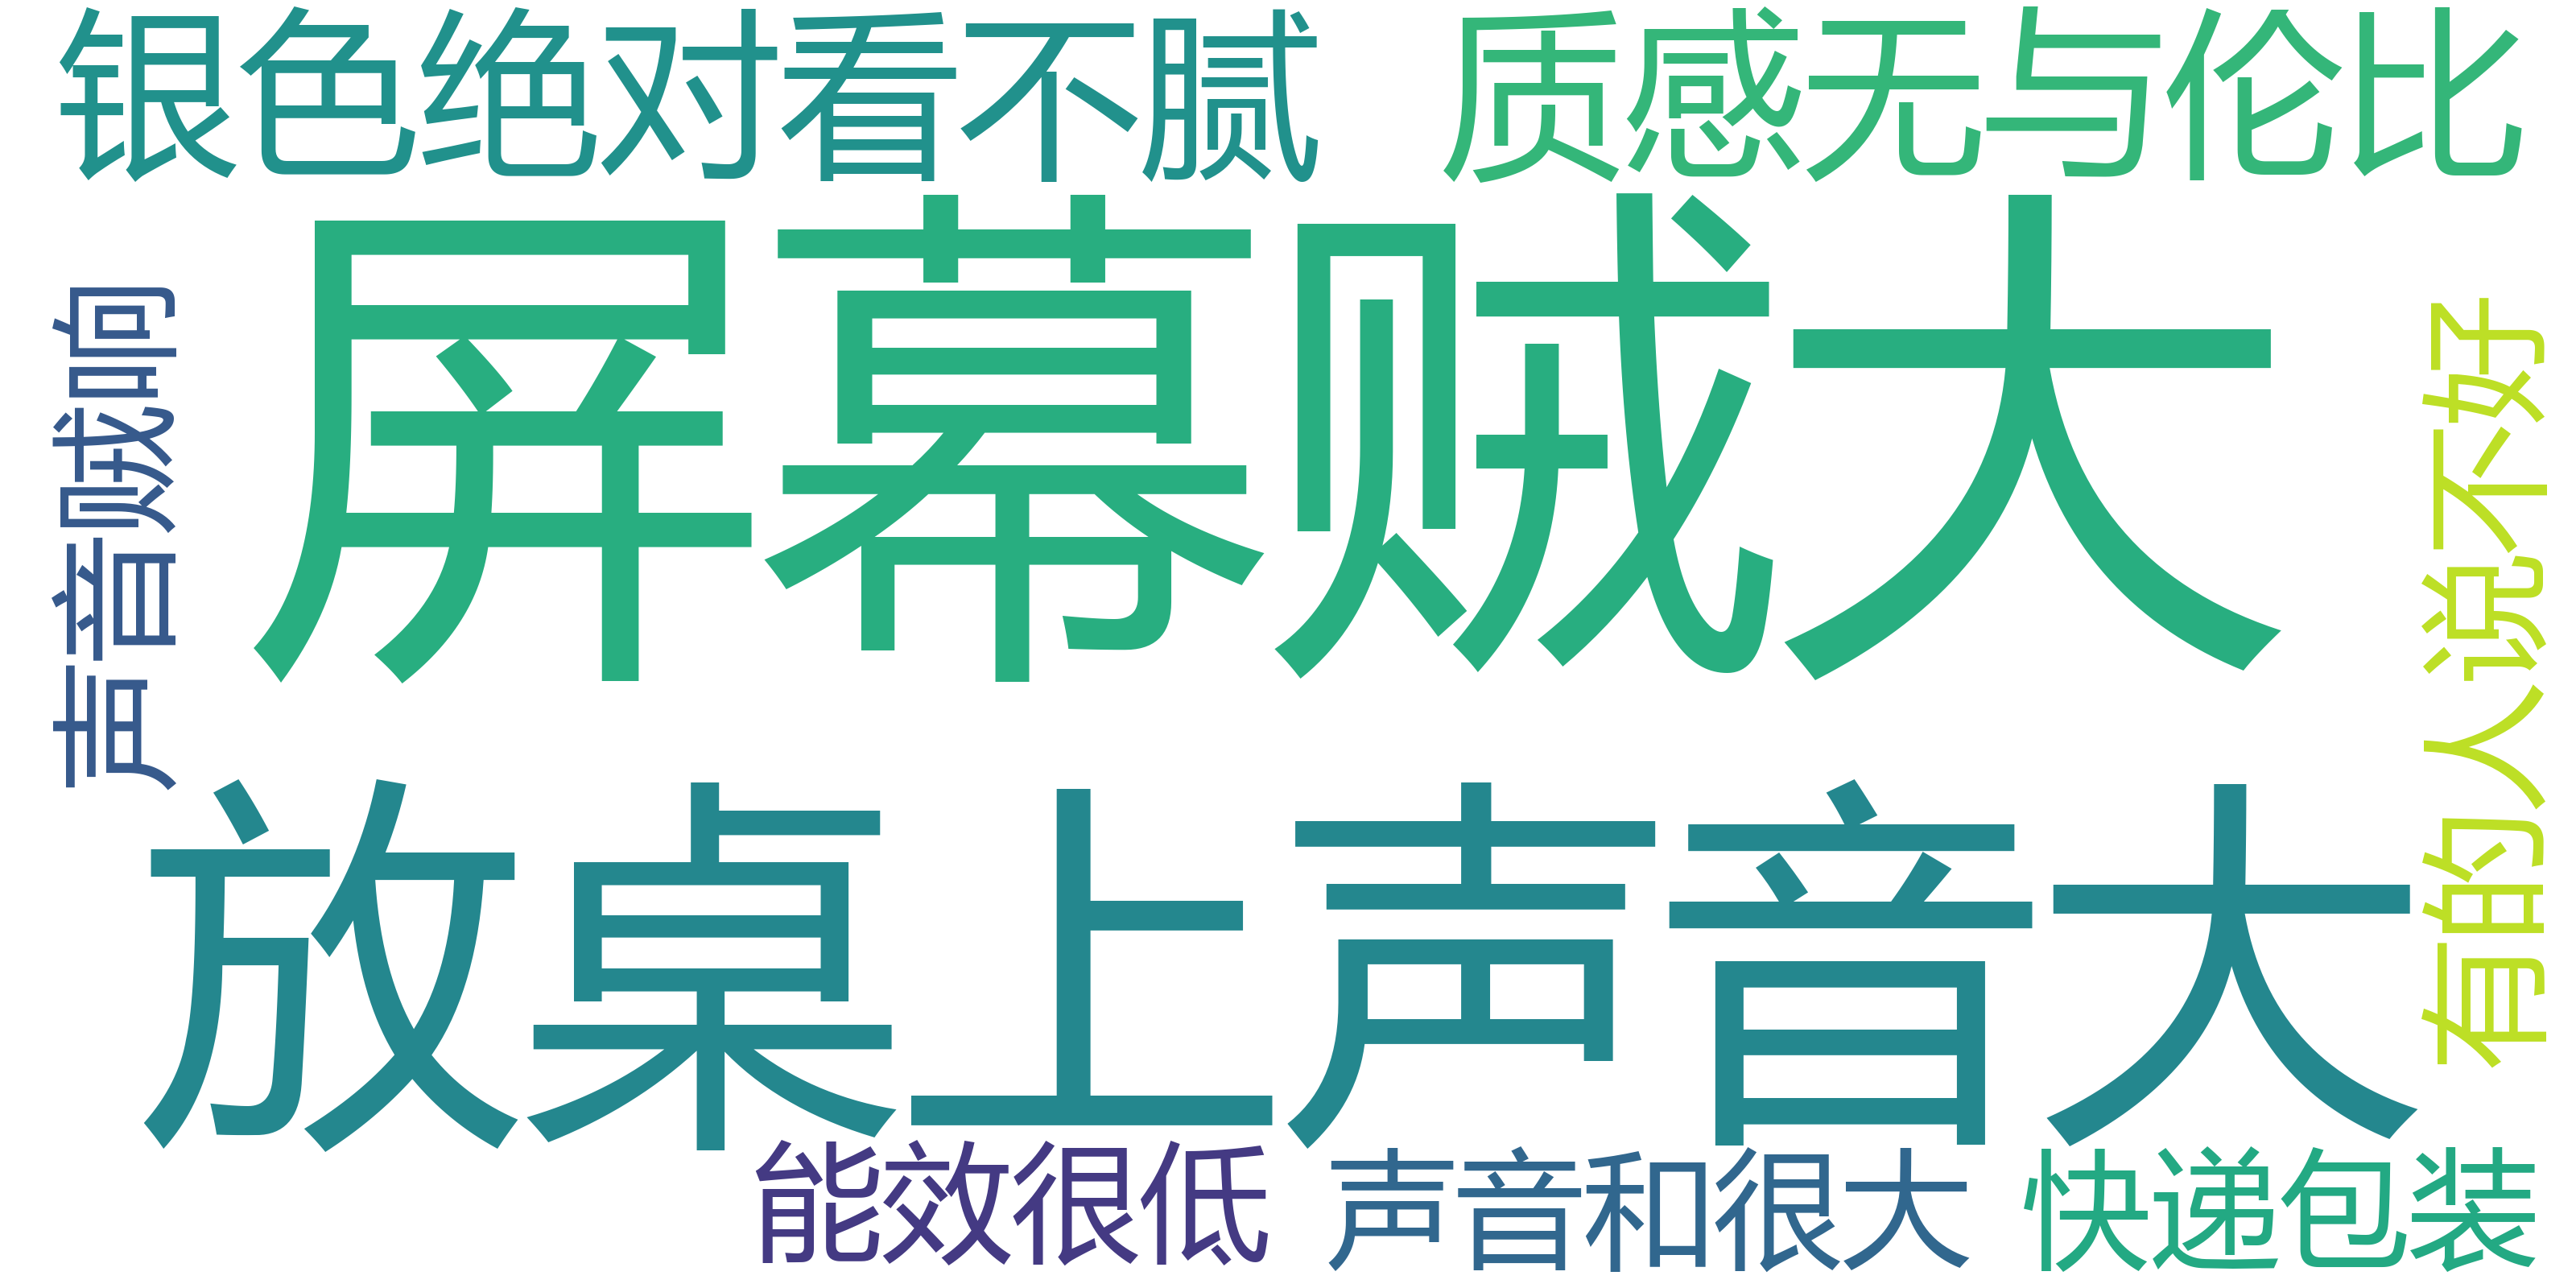 银色绝对看不腻
质感无与伦比
屏幕贼大
声音贼响
有的人说不好
放桌上声音大
能效很低
声音和很大
快递包装